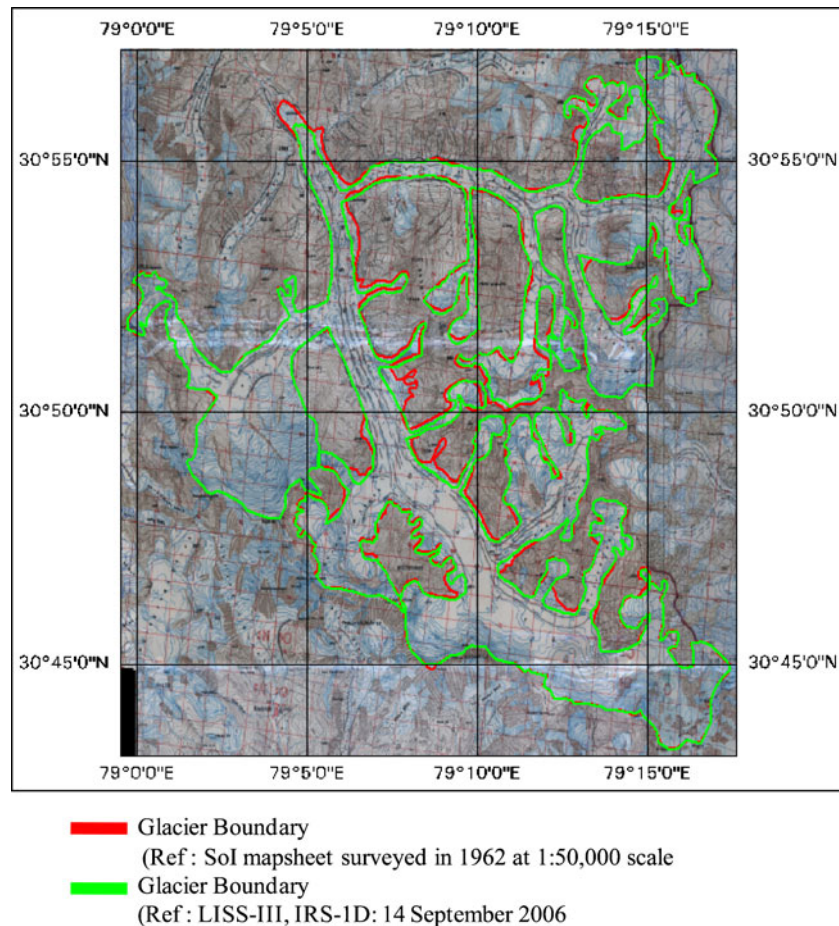 79°0'0"E 79°5'0"E 79°10'0"E 79°15'0"E
30°55'0"N 30°55'0"N
30°50'0"N 30°50'0"N
30°45'0"N 30°45'0"N
79°0'0"E 79°5'0"E 79°10'0"E 79°15'0"E
Glacier Boundary
(Ref : SoI mapsheet surveyed in 1962 at 1:50,000 scale
Glacier Boundary
(Ref : LISS-III, IRS-1D: 14 September 2006